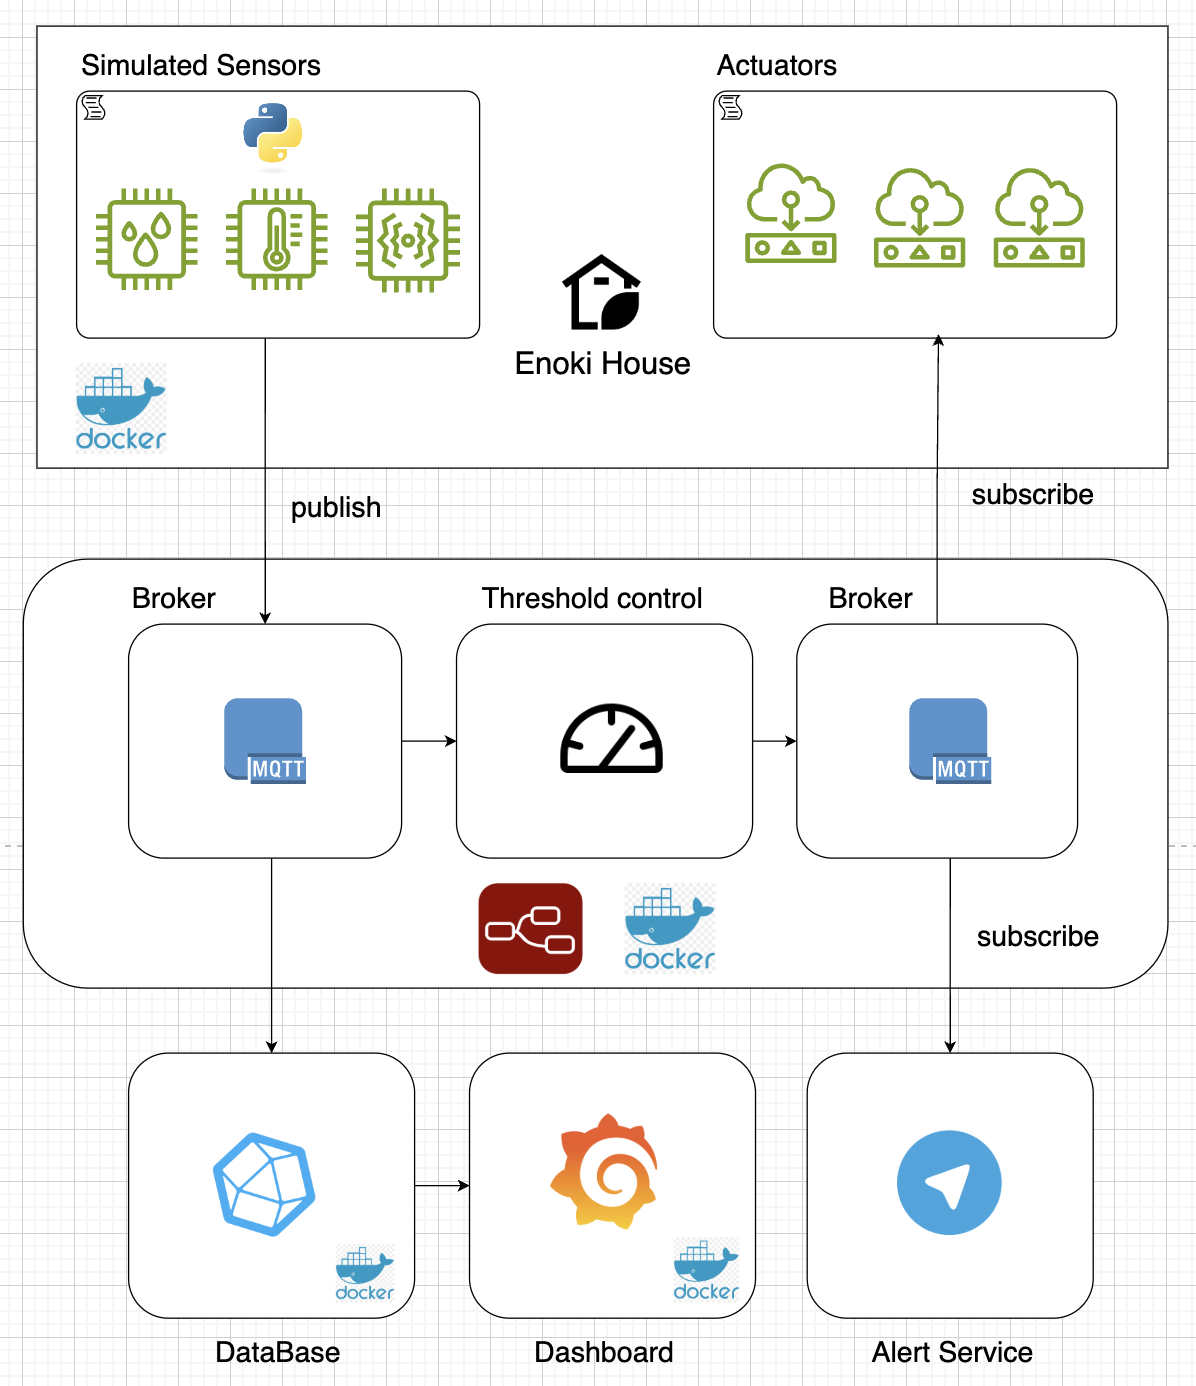 Simulated Sensors
Actuators
Enoki House
docker
publish
subscribe
Broker
Threshold control
Broker
MQTT
MQTT
docker
subscribe
docker
docker
DataBase
Dashboard
Alert Service